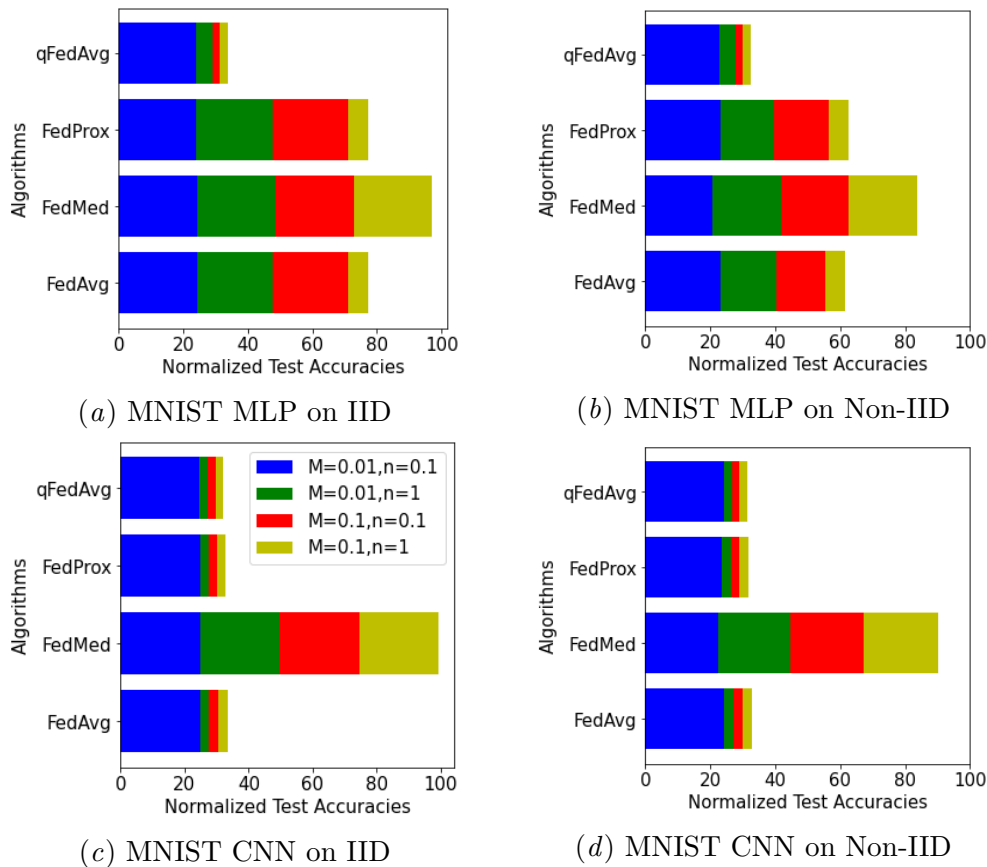 qFedAvg
FedProx
FedMed
FedAvg
Algorithms
0 20 40 60 80 100
Normalized Test Accuracies
(a) MNIST MLP on IID
qFedAvg
FedProx
FedMed
FedAvg
Algorithms
0 20 40 60 80 100
Normalized Test Accuracies
(b) MNIST MLP on Non-IID
qFedAvg
FedProx
FedMed
FedAvg
Algorithms
M=0.01,n=0.1
M=0.01,n=1
M=0.1,n=0.1
M=0.1,n=1
0 20 40 60 80 100
Normalized Test Accuracies
(c) MNIST CNN on IID
qFedAvg
FedProx
FedMed
FedAvg
Algorithms
0 20 40 60 80 100
Normalized Test Accuracies
(d) MNIST CNN on Non-IID